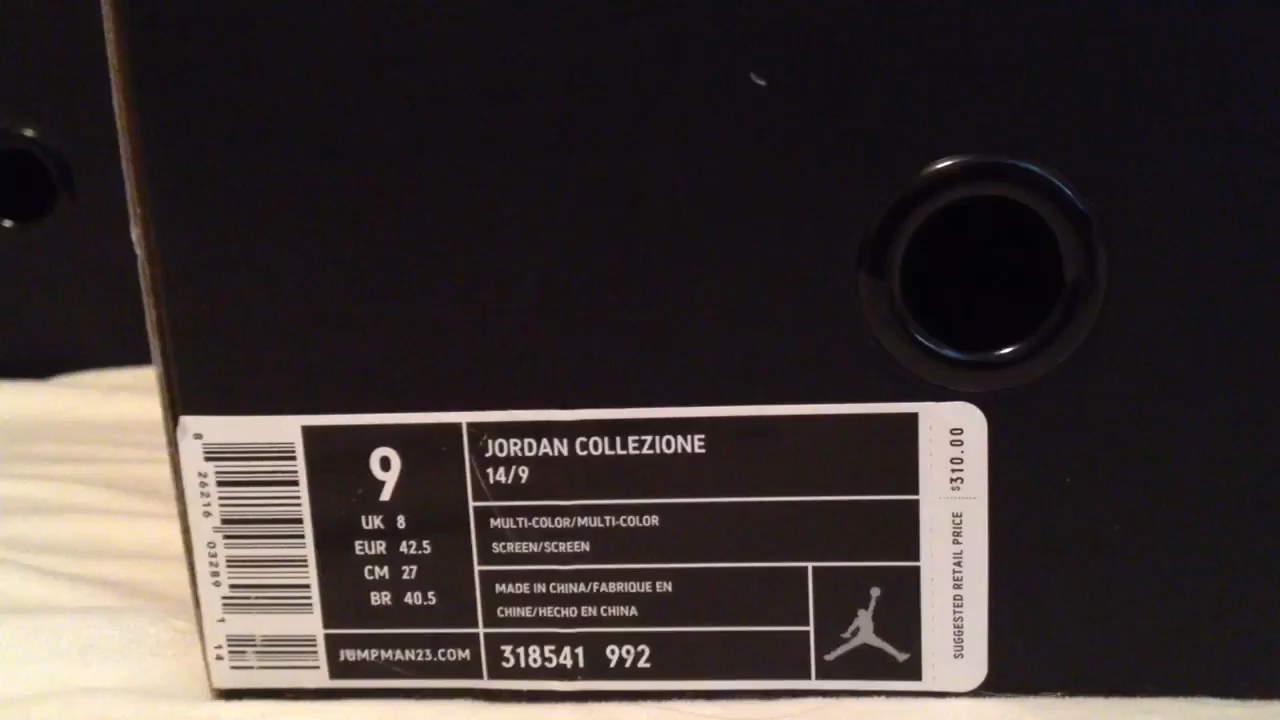 8 26216 03289 1 14
9
UK 8
EUR 42.5
CM 27
BR 40.5
JUMPMAN23.COM
JORDAN COLLEZIONE
14/9
MULTI-COLOR/MULTI-COLOR
SCREEN/SCREEN
MADE IN CHINA/FABRIQUE EN
CHINE/HECHO EN CHINA
318541 992
SUGGESTED RETAIL PRICE $310.00